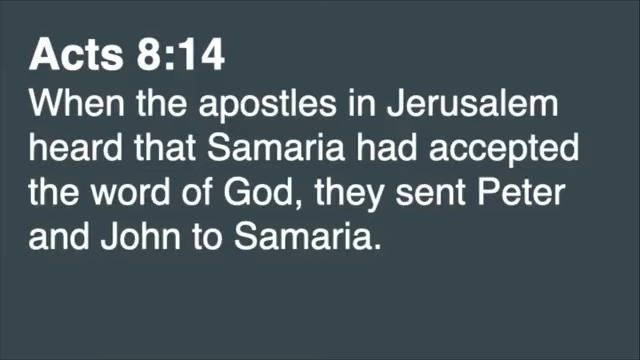 Acts 8:14
When the apostles in Jerusalem
heard that Samaria had accepted
the word of God, they sent Peter
and John to Samaria.